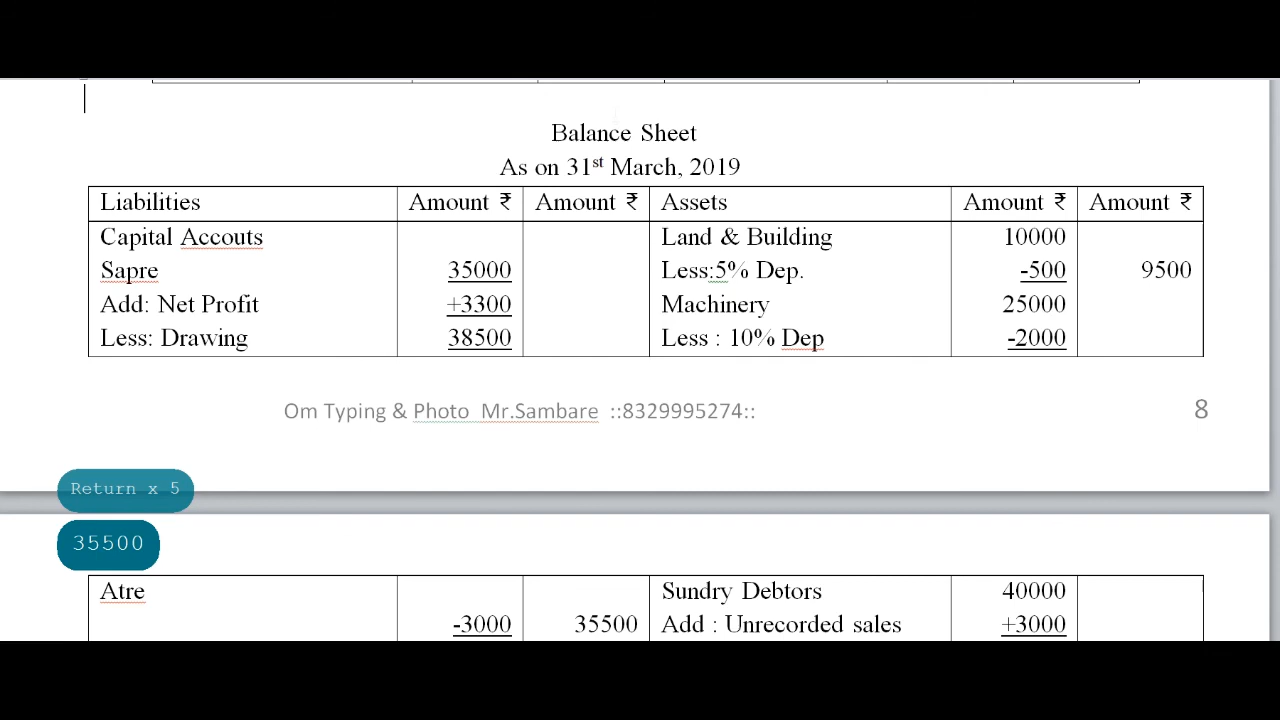 Balance Sheet
As on 31st March, 2019
Liabilities Amount ₹ Amount ₹ Assets Amount ₹ Amount ₹
Capital Accouts Land & Building 10000
Sapre 35000 Less:5% Dep. -500 9500
Add: Net Profit +3300 Machinery 25000
Less: Drawing 38500 Less : 10% Dep -2000
Om Typing & Photo Mr.Sambare ::8329995274:: 8
Return x 5
35500
Atre Sundry Debtors 40000
-3000 35500 Add : Unrecorded sales +3000